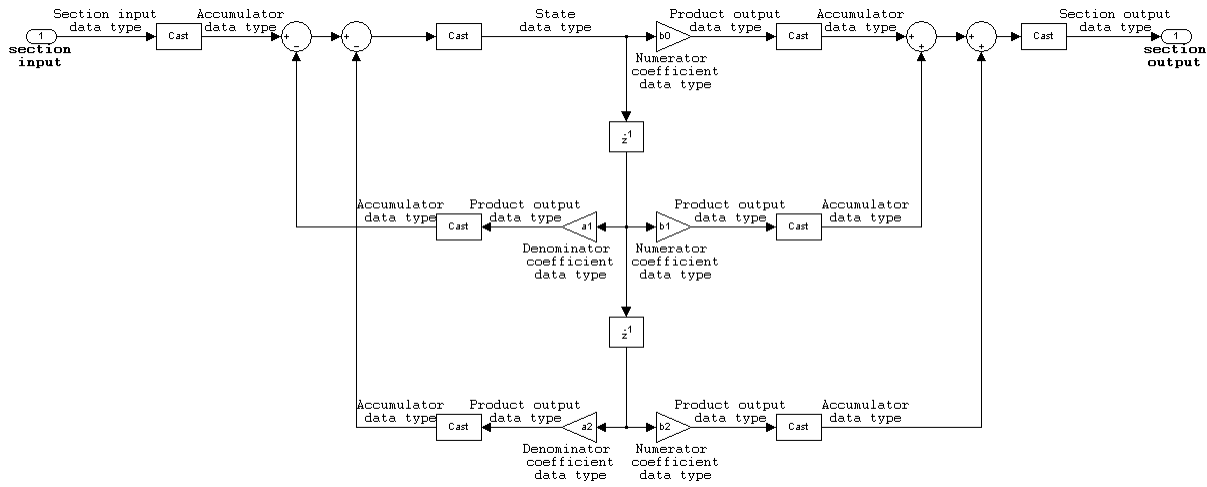 Section input
data type
Accumulator
data type
State
data type
Product output
data type
Accumulator
data type
Section output
data type
1
section
input
Cast
+
−
+
−
Cast
b0
Cast
+
+
+
+
Cast
1
section
output
Numerator
coefficient
data type
z-1
Accumulator
data type
Product output
data type
Product output
data type
Accumulator
data type
Cast
a1
b1
Cast
Denominator
coefficient
data type
Numerator
coefficient
data type
z-1
Accumulator
data type
Product output
data type
Product output
data type
Accumulator
data type
Cast
a2
b2
Cast
Denominator
coefficient
data type
Numerator
coefficient
data type